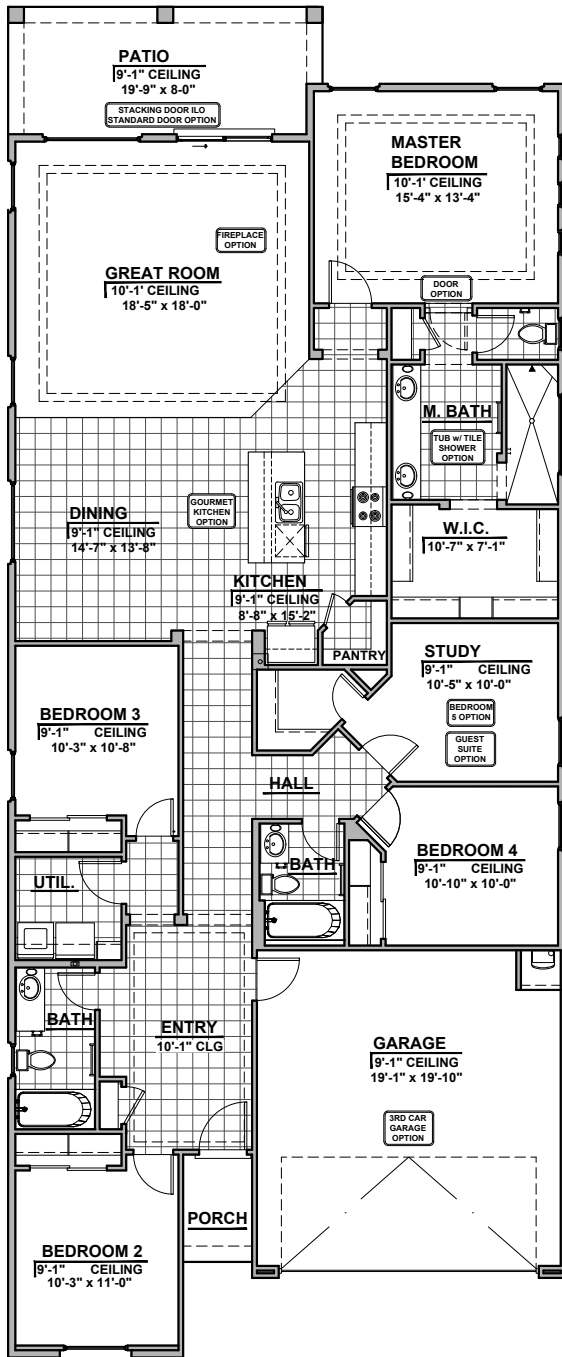 PATIO
9'-1" CEILING
19'-9" x 8-0"
STACKING DOOR ILO
STANDARD DOOR OPTION
MASTER
BEDROOM
10'-1' CEILING
15'-4" x 13'-4"
FIREPLACE
OPTION
GREAT ROOM
10'-1' CEILING
18'-5" x 18'-0"
DOOR
OPTION
M. BATH
TUB w/ TILE
SHOWER
OPTION
GOURMET
KITCHEN
OPTION
DINING
9'-1" CEILING
14'-7" x 13'-8"
W.I.C.
10'-7" x 7'-1"
KITCHEN
9'-1" CEILING
8'-8" x 15'-2"
PANTRY
STUDY
9'-1" CEILING
10'-5" x 10'-0"
BEDROOM
5 OPTION
GUEST
SUITE
OPTION
BEDROOM 3
9'-1" CEILING
10'-3" x 10'-8"
HALL
BEDROOM 4
9'-1" CEILING
10'-10" x 10'-0"
BATH
UTIL.
BATH
ENTRY
10'-1" CLG
GARAGE
9'-1" CEILING
19'-1" x 19'-10"
3RD CAR
GARAGE
OPTION
PORCH
BEDROOM 2
9'-1" CEILING
10'-3" x 11'-0"